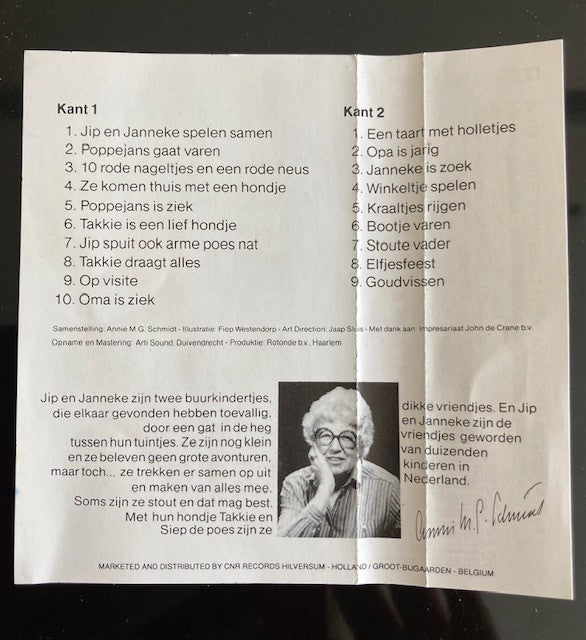 Kant 1
1. Jip en Janneke spelen samen
2. Poppejans gaat varen
3. 10 rode nageltjes en een rode neus
4. Ze komen thuis met een hondje
5. Poppejans is ziek
6. Takkie is een lief hondje
7. Jip spuit ook arme poes nat
8. Takkie draagt alles
9. Op visite
10. Oma is ziek
Kant 2
1. Een taart met holletjes
2. Opa is jarig
3. Janneke is zoek
4. Winkeltje spelen
5. Kraaltjes rijgen
6. Bootje varen
7. Stoute vader
8. Elfjesfeest
9. Goudvissen
Samenstelling: Annie M.G. Schmidt - Illustratie: Fiep Westendorp - Art Direction: Jaap Sluis - Met dank aan: Impresariaat John de Crane b.v.
Opname en Mastering: Arti Sound, Duivendrecht - Produktie: Rotonde b.v., Haarlem
Jip en Janneke zijn twee buurkindertjes,
die elkaar gevonden hebben toevallig,
door een gat in de heg
tussen hun tuintjes. Ze zijn nog klein
en ze beleven geen grote avonturen,
maar toch... ze trekken er samen op uit
en maken van alles mee.
Soms zijn ze stout en dat mag best.
Met hun hondje Takkie en
Siep de poes zijn ze
dikke vriendjes. En Jip
en Janneke zijn de
vriendjes geworden
van duizenden
kinderen in
Nederland.
Annie M.G. Schmidt
MARKETED AND DISTRIBUTED BY CNR RECORDS HILVERSUM - HOLLAND / GROOT-BIJGAARDEN - BELGIUM